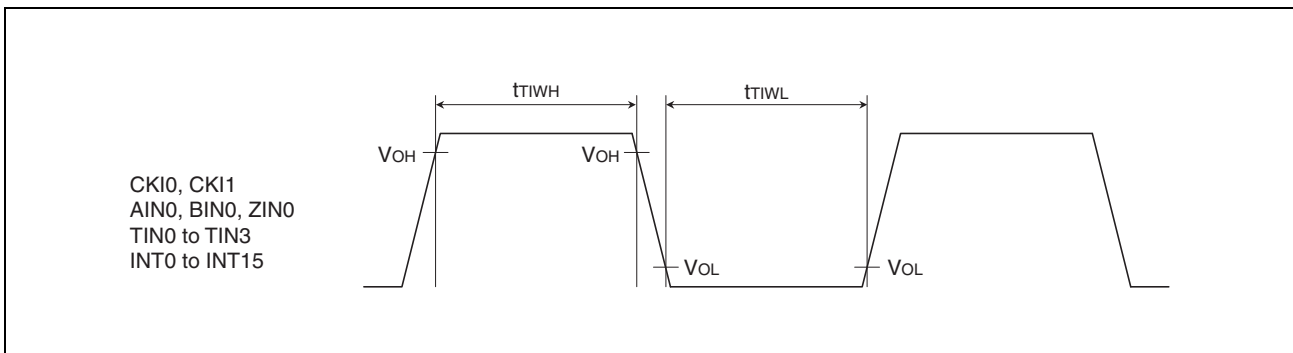 tTIWH
tTIWL
VOH
VOH
CKI0, CKI1
AIN0, BIN0, ZIN0
TIN0 to TIN3
INT0 to INT15
VOL
VOL